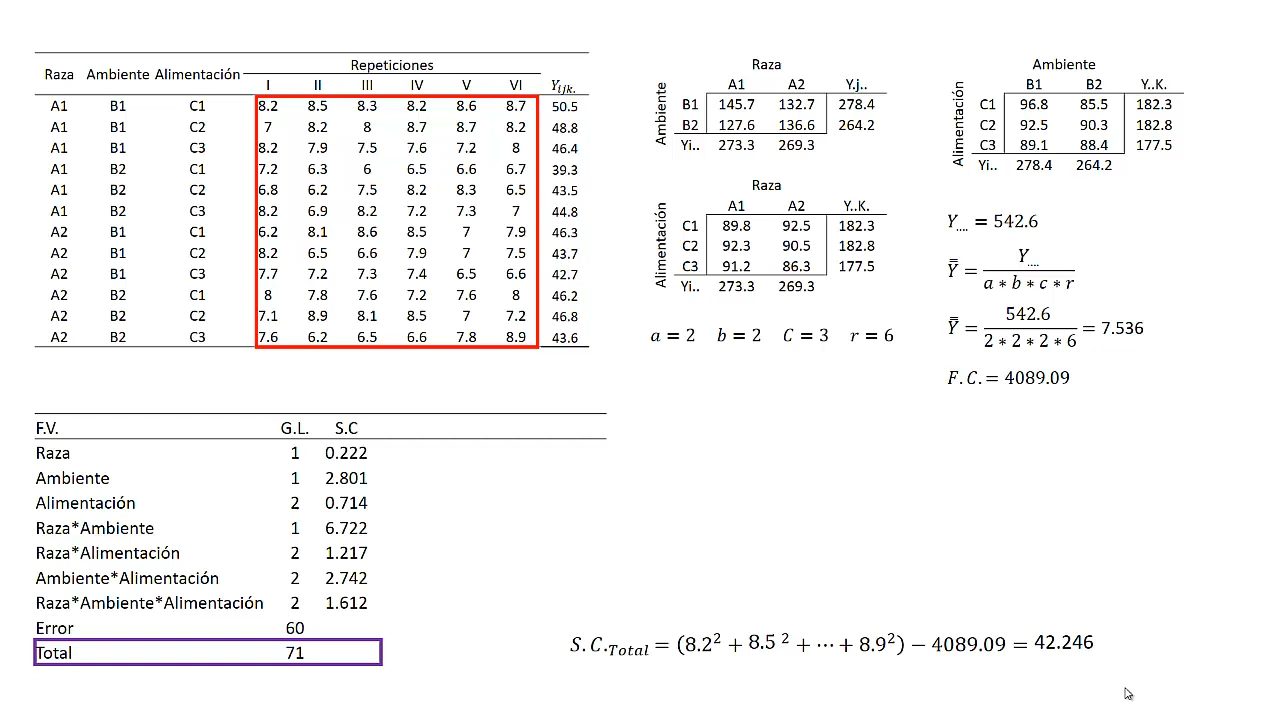 Repeticiones
Raza Ambiente Alimentación I II III IV V VI Y_{ijk.}
A1 B1 C1 8.2 8.5 8.3 8.2 8.6 8.7 50.5
A1 B1 C2 7 8.2 8 8.7 8.7 8.2 48.8
A1 B1 C3 8.2 7.9 7.5 7.6 7.2 8 46.4
A1 B2 C1 7.2 6.3 6 6.5 6.6 6.7 39.3
A1 B2 C2 6.8 6.2 7.5 8.2 8.3 6.5 43.5
A1 B2 C3 8.2 6.9 8.2 7.2 7.3 7 44.8
A2 B1 C1 6.2 8.1 8.6 8.5 7 7.9 46.3
A2 B1 C2 8.2 6.5 6.6 7.9 7 7.5 43.7
A2 B1 C3 7.7 7.2 7.3 7.4 6.5 6.6 42.7
A2 B2 C1 8 7.8 7.6 7.2 7.6 8 46.2
A2 B2 C2 7.1 8.9 8.1 8.5 7 7.2 46.8
A2 B2 C3 7.6 6.2 6.5 6.6 7.8 8.9 43.6
Raza
Ambiente
A1 A2 Y.j..
B1 145.7 132.7 278.4
B2 127.6 136.6 264.2
Yi.. 273.3 269.3
Raza
Alimentación
A1 A2 Y..K.
C1 89.8 92.5 182.3
C2 92.3 90.5 182.8
C3 91.2 86.3 177.5
Yi.. 273.3 269.3
a = 2 b = 2 C = 3 r = 6
Ambiente
Alimentación
B1 B2 Y..K.
C1 96.8 85.5 182.3
C2 92.5 90.3 182.8
C3 89.1 88.4 177.5
Yi.. 278.4 264.2
Y.... = 542.6
Y̿ = Y.... / a * b * c * r
Y̿ = 542.6 / 2 * 2 * 2 * 6 = 7.536
F.C. = 4089.09
F.V. G.L. S.C
Raza 1 0.222
Ambiente 1 2.801
Alimentación 2 0.714
Raza*Ambiente 1 6.722
Raza*Alimentación 2 1.217
Ambiente*Alimentación 2 2.742
Raza*Ambiente*Alimentación 2 1.612
Error 60
Total 71
S.C._{Total} = (8.2² + 8.5² + ⋯ + 8.9²) − 4089.09 = 42.246